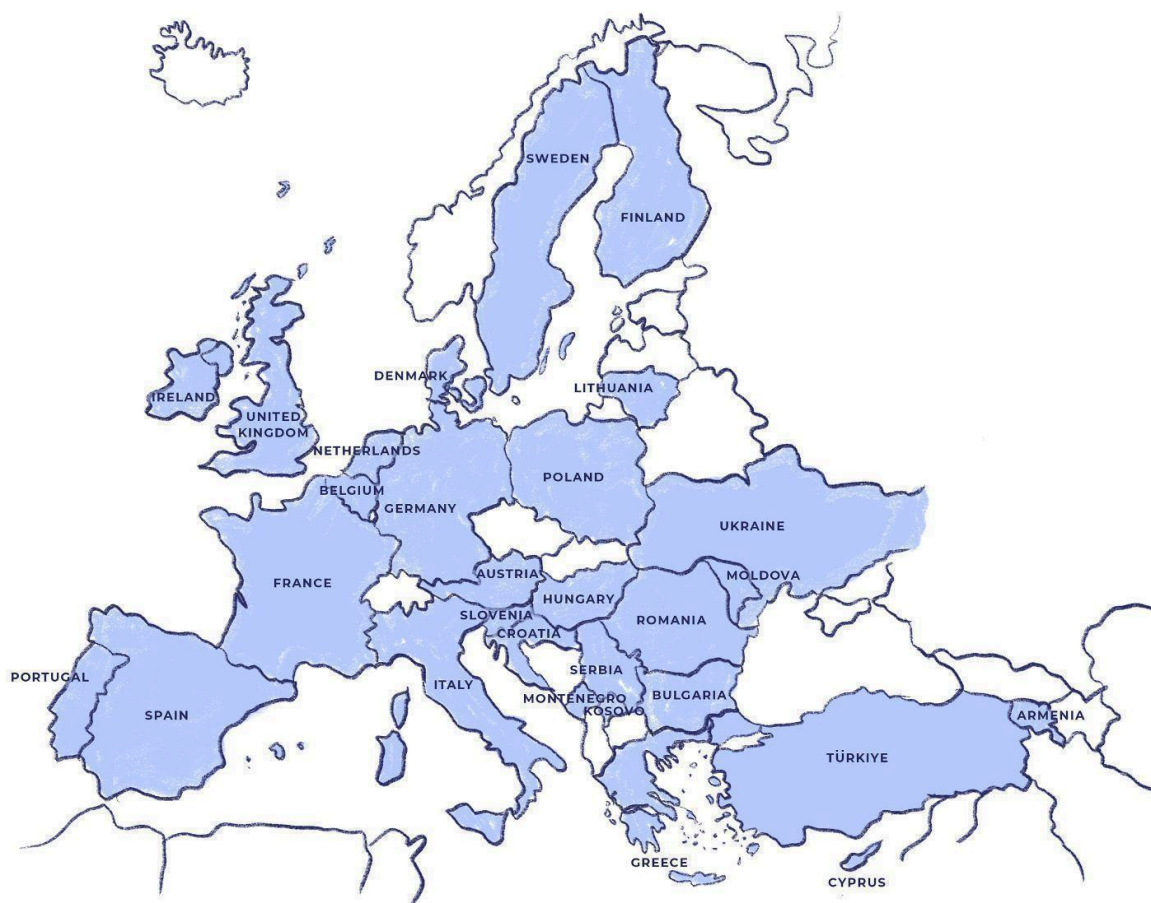 SWEDEN
FINLAND
DENMARK
LITHUANIA
IRELAND
UNITED
KINGDOM
NETHERLANDS
BELGIUM
GERMANY
POLAND
UKRAINE
FRANCE
AUSTRIA
MOLDOVA
HUNGARY
SLOVENIA
ROMANIA
CROATIA
SERBIA
PORTUGAL
ITALY
MONTENEGRO
BULGARIA
KOSOVO
SPAIN
ARMENIA
TÜRKIYE
GREECE
CYPRUS